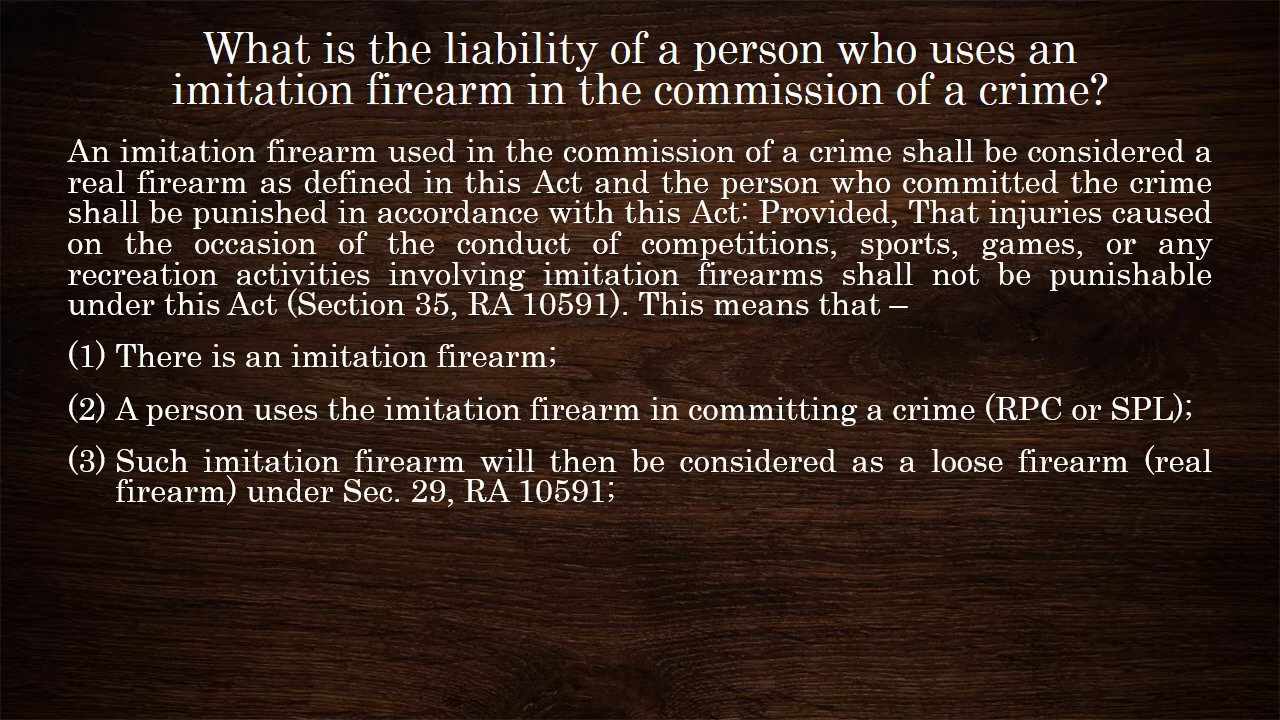 What is the liability of a person who uses an
imitation firearm in the commission of a crime?
An imitation firearm used in the commission of a crime shall be considered a
real firearm as defined in this Act and the person who committed the crime
shall be punished in accordance with this Act: Provided, That injuries caused
on the occasion of the conduct of competitions, sports, games, or any
recreation activities involving imitation firearms shall not be punishable
under this Act (Section 35, RA 10591). This means that –
(1) There is an imitation firearm;
(2) A person uses the imitation firearm in committing a crime (RPC or SPL);
(3) Such imitation firearm will then be considered as a loose firearm (real
firearm) under Sec. 29, RA 10591;